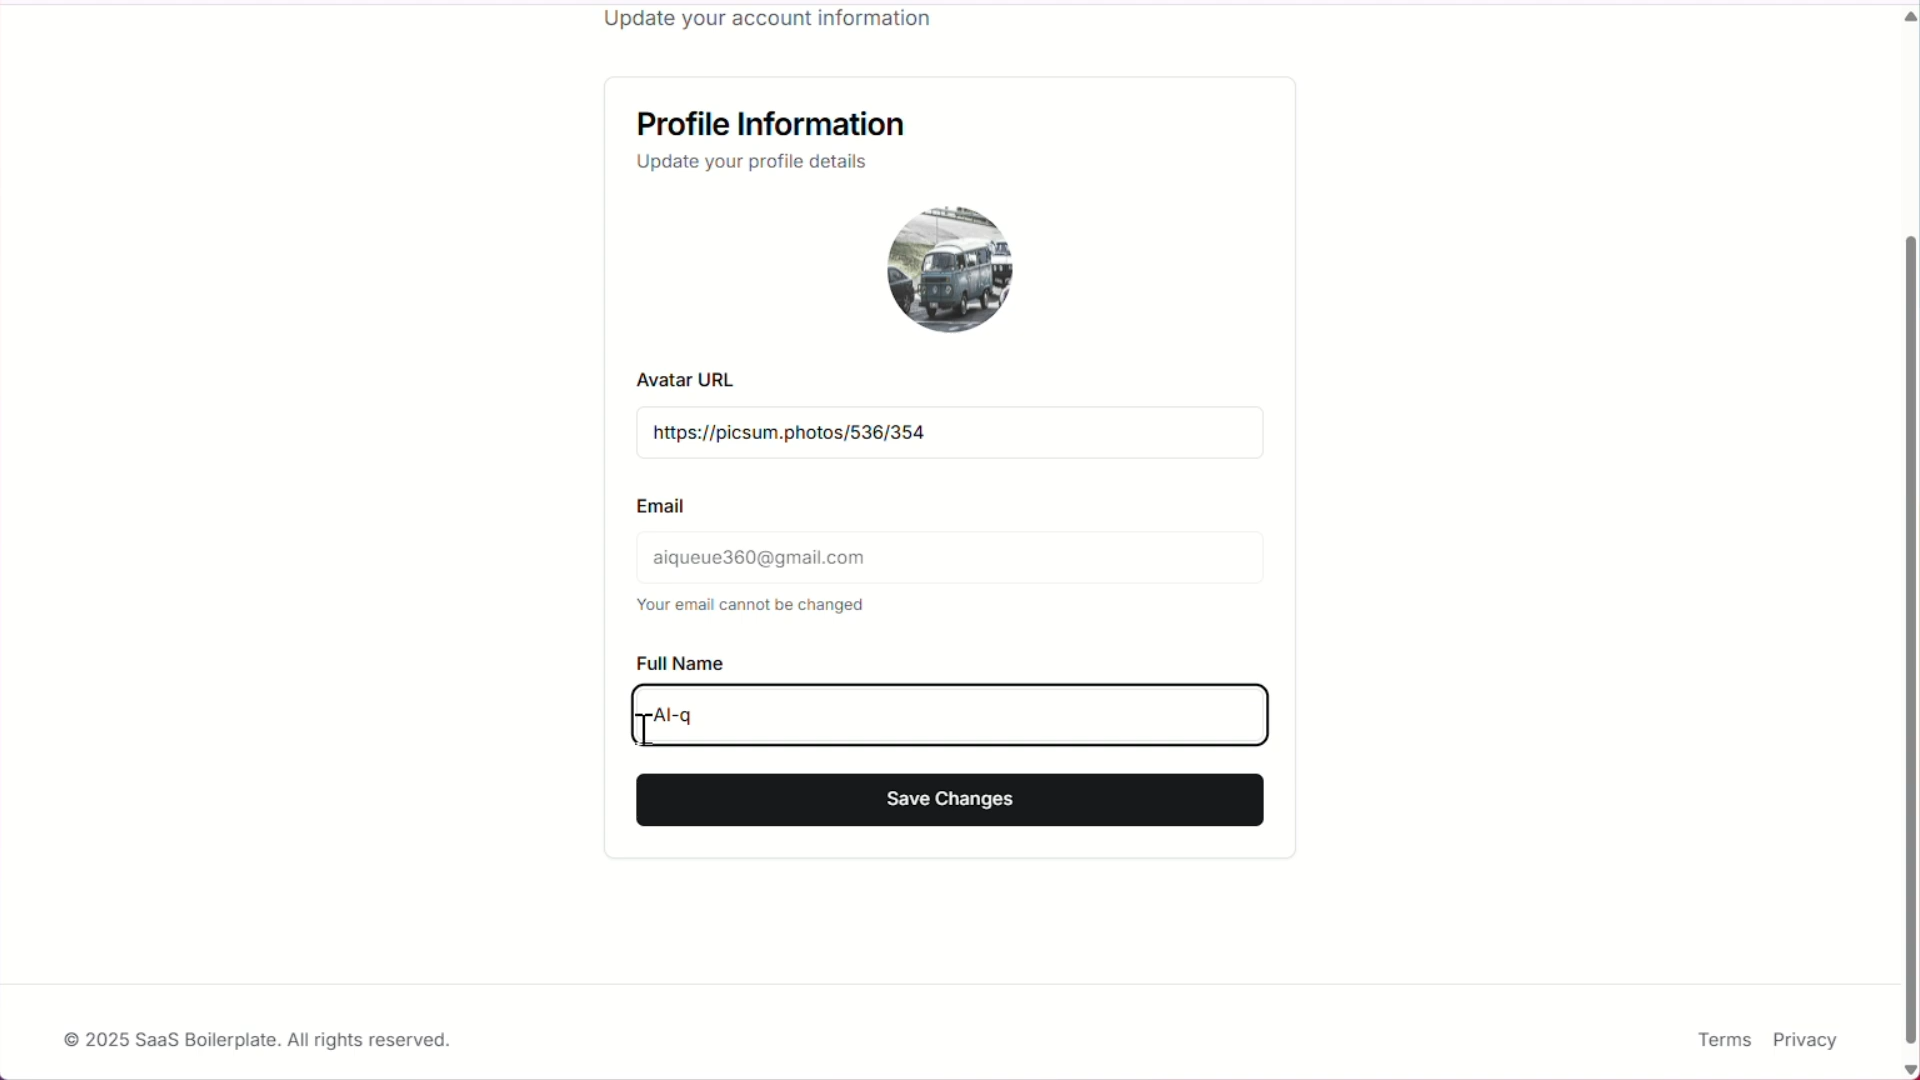 Update your account information
Profile Information
Update your profile details
Avatar URL
https://picsum.photos/536/354
Email
aiqueue360@gmail.com
Your email cannot be changed
Full Name
AI-q
Save Changes
© 2025 SaaS Boilerplate. All rights reserved.
Terms Privacy